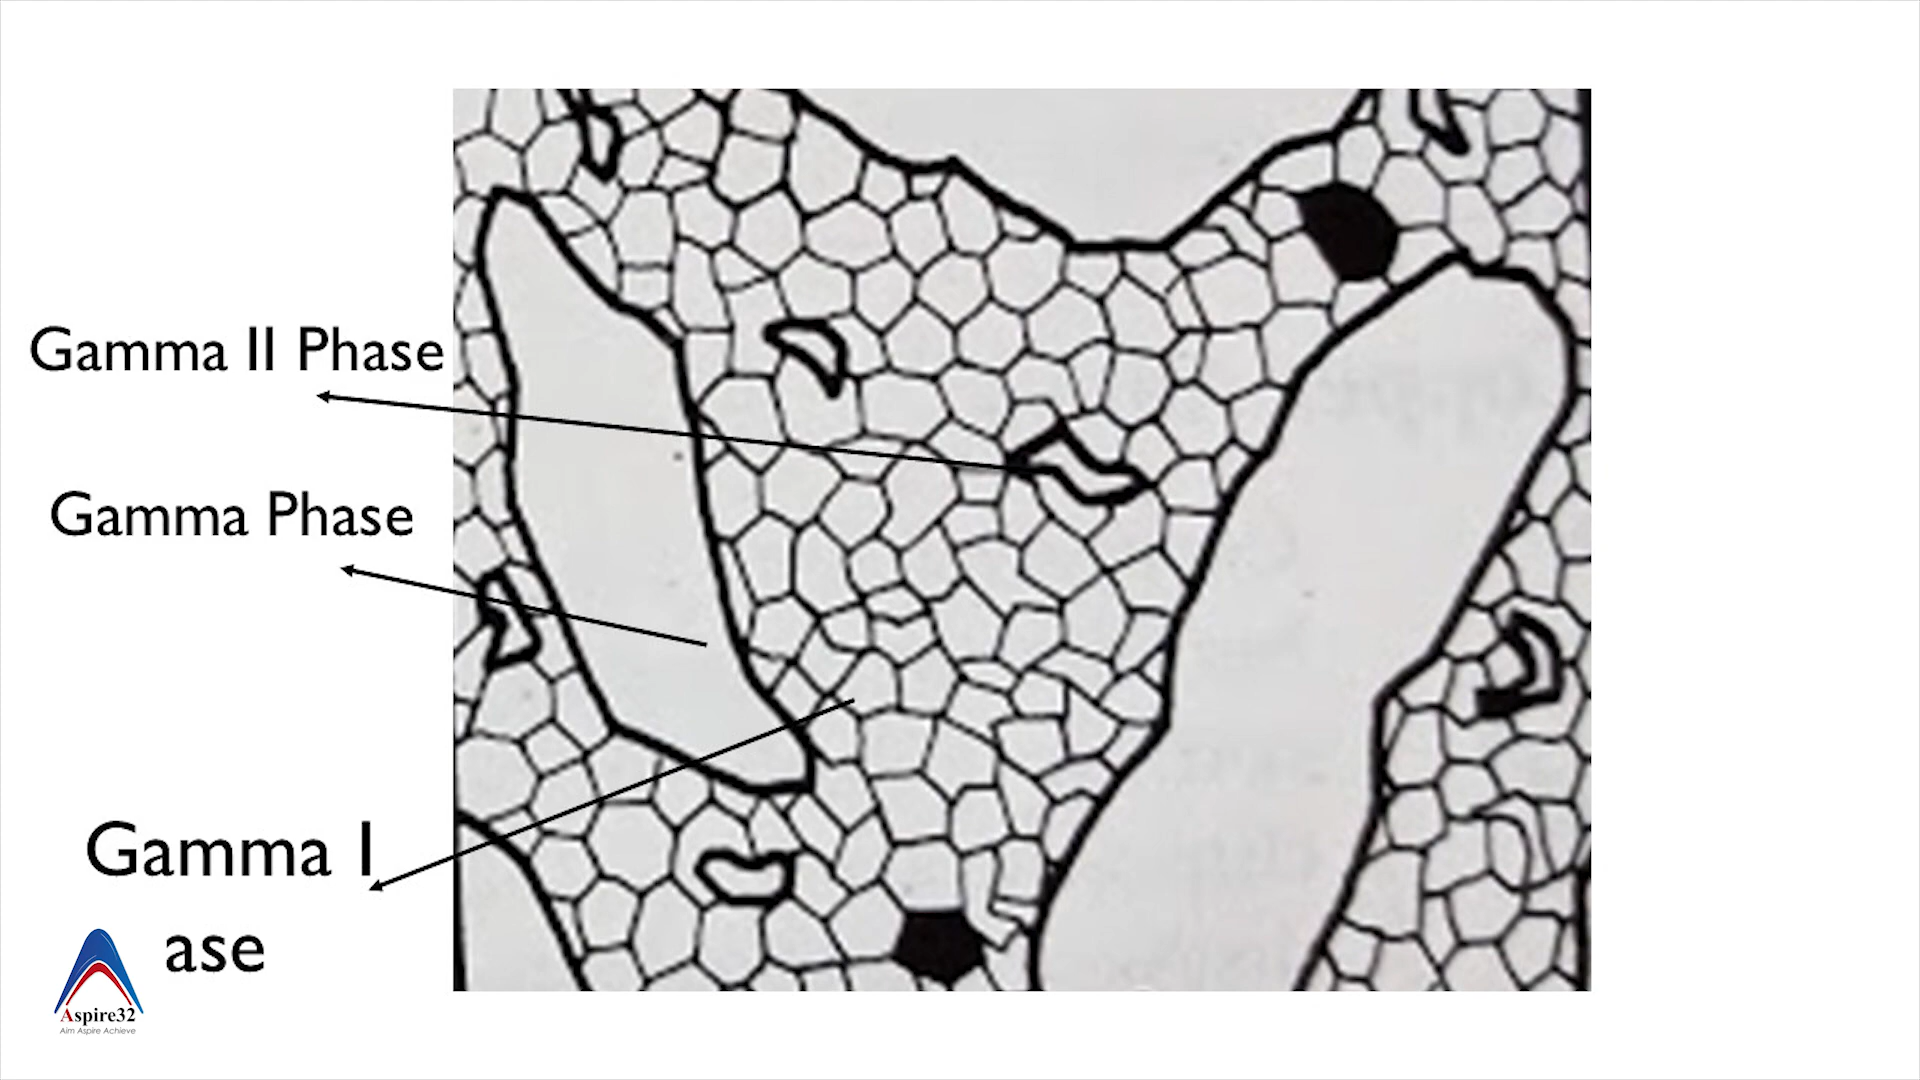 Gamma II Phase
Gamma Phase
Gamma I
ase
Aspire32
Aim Aspire Achieve